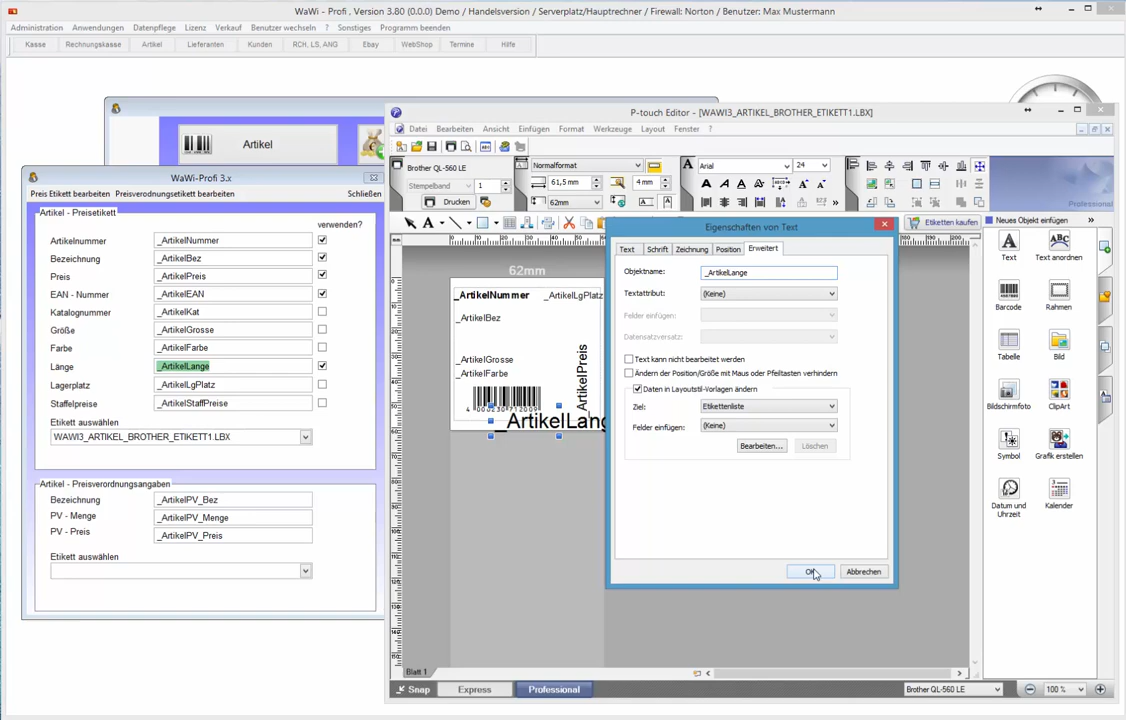 WaWi - Profi , Version 3.80 (0.0.0) Demo / Handelsversion / Serverplatz/Hauptrechner / Firewall: Norton / Benutzer: Max Mustermann
Administration Anwendungen Datenpflege Lizenz Verkauf Benutzer wechseln ! Sonstiges Programm beenden
Kasse Rechnungskasse Artikel Lieferanten Kunden RCH, LS, ANG Ebay WebShop Termine Hilfe
Artikel
WaWi-Profi 3.x
Preis Etikett bearbeiten Preisverordnungsetikett bearbeiten Schließen
Artikel - Preisetikett
verwenden?
Artikelnummer _ArtikelNummer
Bezeichnung _ArtikelBez
Preis _ArtikelPreis
EAN - Nummer _ArtikelEAN
Katalognummer _ArtikelKat
Größe _ArtikelGrosse
Farbe _ArtikelFarbe
Länge _ArtikelLange
Lagerplatz _ArtikelLgPlatz
Staffelpreise _ArtikelStaffPreise
Etikett auswählen
WAWI3_ARTIKEL_BROTHER_ETIKETT1.LBX
Artikel - Preisverordnungsangaben
Bezeichnung _ArtikelPV_Bez
PV - Menge _ArtikelPV_Menge
PV - Preis _ArtikelPV_Preis
Etikett auswählen
P-touch Editor - [WAWI3_ARTIKEL_BROTHER_ETIKETT1.LBX]
Datei Bearbeiten Ansicht Einfügen Format Werkzeuge Layout Fenster ?
Brother QL-560 LE
Stempelband 1
Drucken
Normalformat
61,5mm 4 mm
62mm
Arial 24
Etiketten kaufen
62mm
_ArtikelNummer _ArtikelLgPlatz
_ArtikelBez
_ArtikelGrosse
_ArtikelFarbe
_ArtikelPreis
4 006230 712009
_ArtikelLang
Eigenschaften von Text
Text Schrift Zeichnung Position Erweitert
Objektname: _ArtikelLange
Textattribut: (Keine)
Felder einfügen:
Datensatzversatz:
Text kann nicht bearbeitet werden
Ändern der Position/Größe mit Maus oder Pfeiltasten verhindern
Daten in Layoutstil-Vorlagen ändern
Ziel: Etikettenliste
Felder einfügen: (Keine)
Bearbeiten... Löschen
OK Abbrechen
Neues Objekt einfügen
Text Text anordnen
Barcode Rahmen
Tabelle Bild
Bildschirmfoto ClipArt
Symbol Grafik erstellen
Datum und Uhrzeit Kalender
Professional
Blatt 1
Snap Express Professional
Brother QL-560 LE 100 %